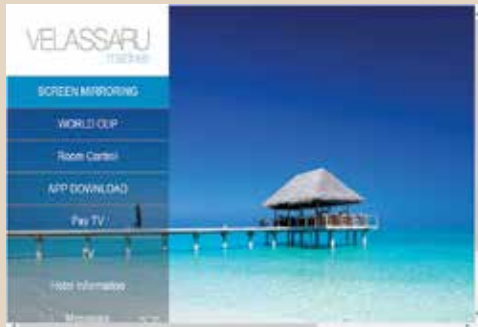 VELASSARU
maldives
SCREEN MIRRORING
WORLD CUP
Room Control
APP DOWNLOAD
Pay TV
TV
Hotel Information